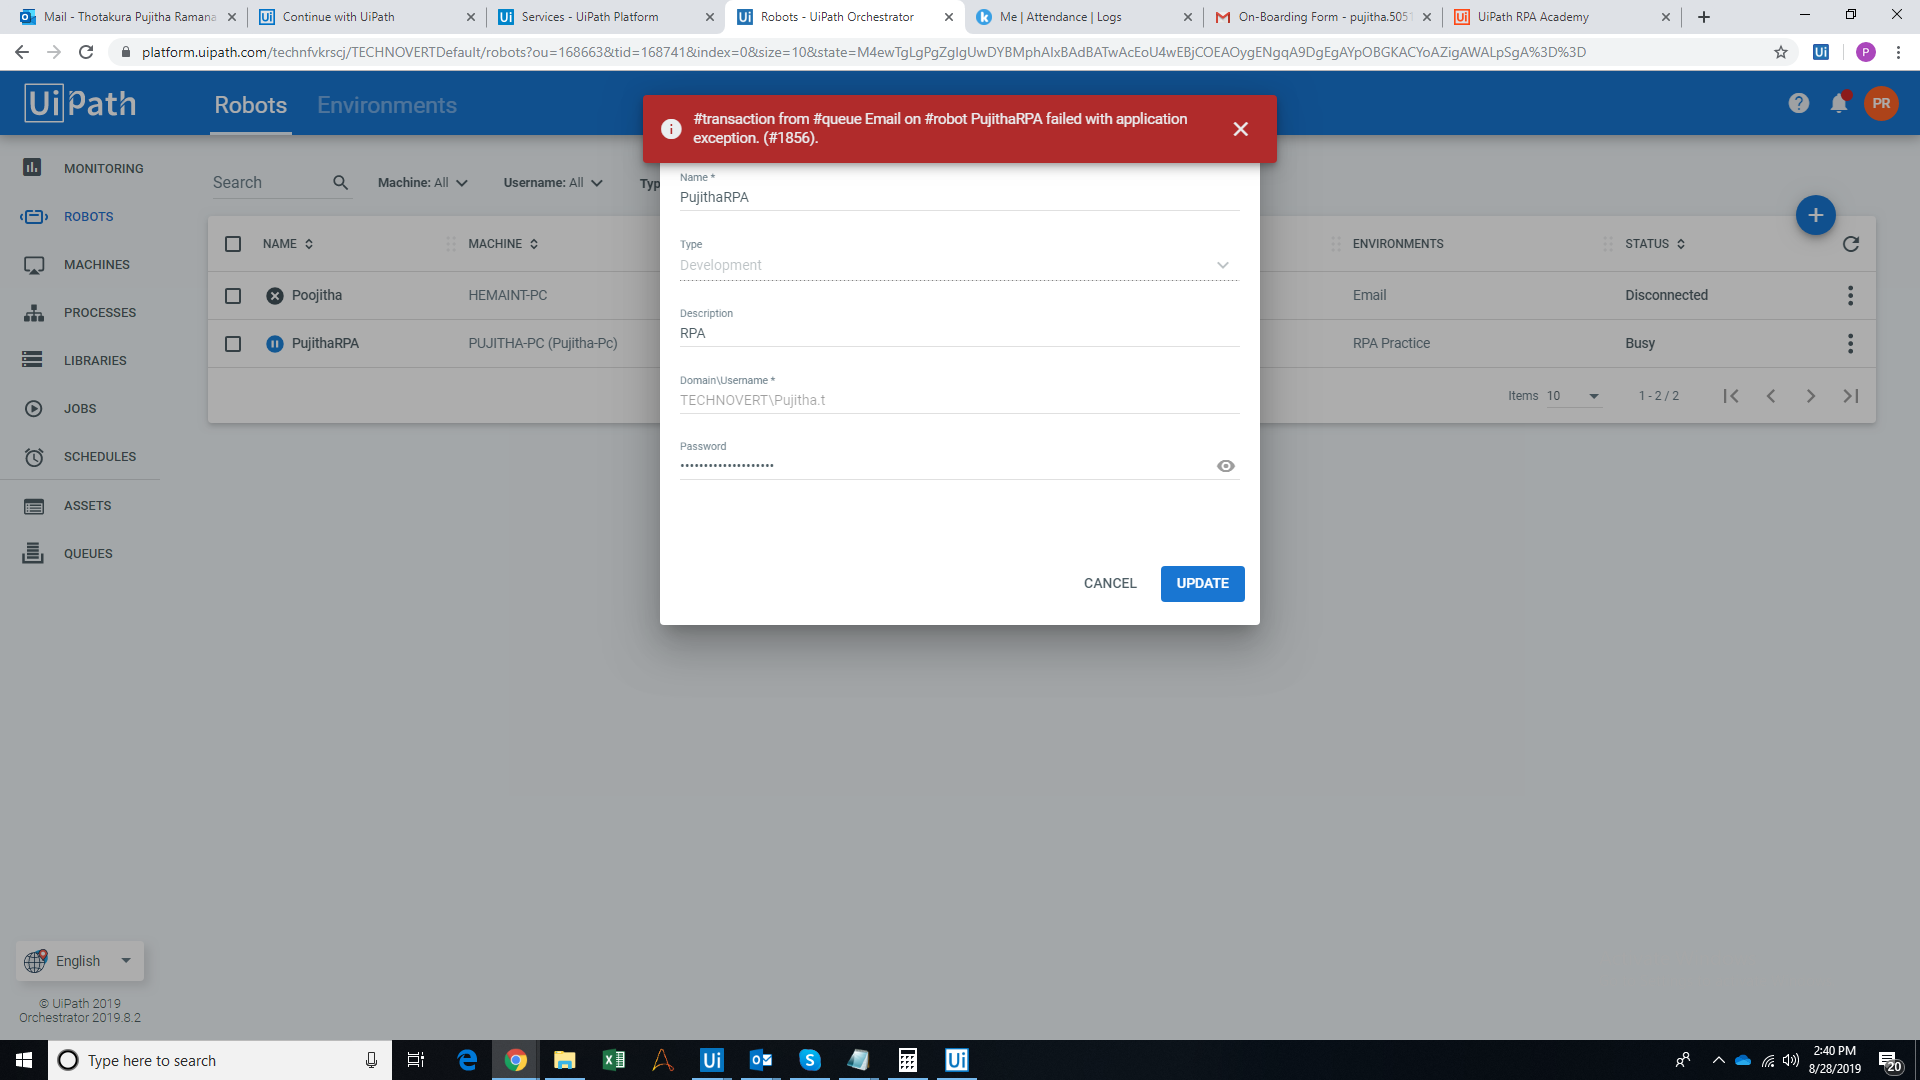 Mail - Thotakura Pujitha Ramana
Continue with UiPath
Services - UiPath Platform
Robots - UiPath Orchestrator
Me | Attendance | Logs
On-Boarding Form - pujitha.5051
UiPath RPA Academy
platform.uipath.com/technfvkrscj/TECHNOVERTDefault/robots?ou=168663&tid=168741&index=0&size=10&state=M4ewTgLgPgZglgUwDYBMphAIxBAdBATwAcEoU4wEBjCOEAOygENgqA9DgEgAYpOBGKACYoAZigAWALpSgA%3D%3D
UiPath
Robots
Environments
PR
#transaction from #queue Email on #robot PujithaRPA failed with application
exception. (#1856).
MONITORING
ROBOTS
MACHINES
PROCESSES
LIBRARIES
JOBS
SCHEDULES
ASSETS
QUEUES
Search
Machine: All
Username: All
Typ
NAME
MACHINE
ENVIRONMENTS
STATUS
Poojitha
HEMAINT-PC
Email
Disconnected
PujithaRPA
PUJITHA-PC (Pujitha-Pc)
RPA Practice
Busy
Items 10
1 - 2 / 2
Name *
PujithaRPA
Type
Development
Description
RPA
Domain\Username *
TECHNOVERT\Pujitha.t
Password
CANCEL
UPDATE
English
© UiPath 2019
Orchestrator 2019.8.2
Type here to search
2:40 PM
8/28/2019
20